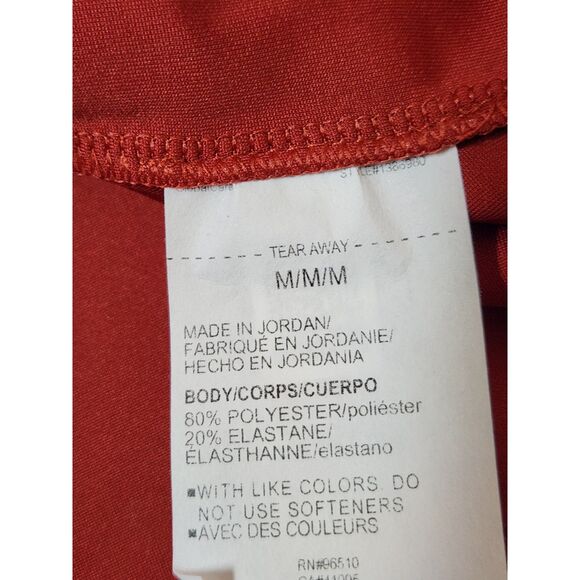 TEAR AWAY
M/M/M
MADE IN JORDAN/
FABRIQUÉ EN JORDANIE/
HECHO EN JORDANIA
BODY/CORPS/CUERPO
80% POLYESTER/poliéster
20% ELASTANE/
ÉLASTHANNE/elastano
▪WITH LIKE COLORS. DO
NOT USE SOFTENERS
▪AVEC DES COULEURS
RN#96510